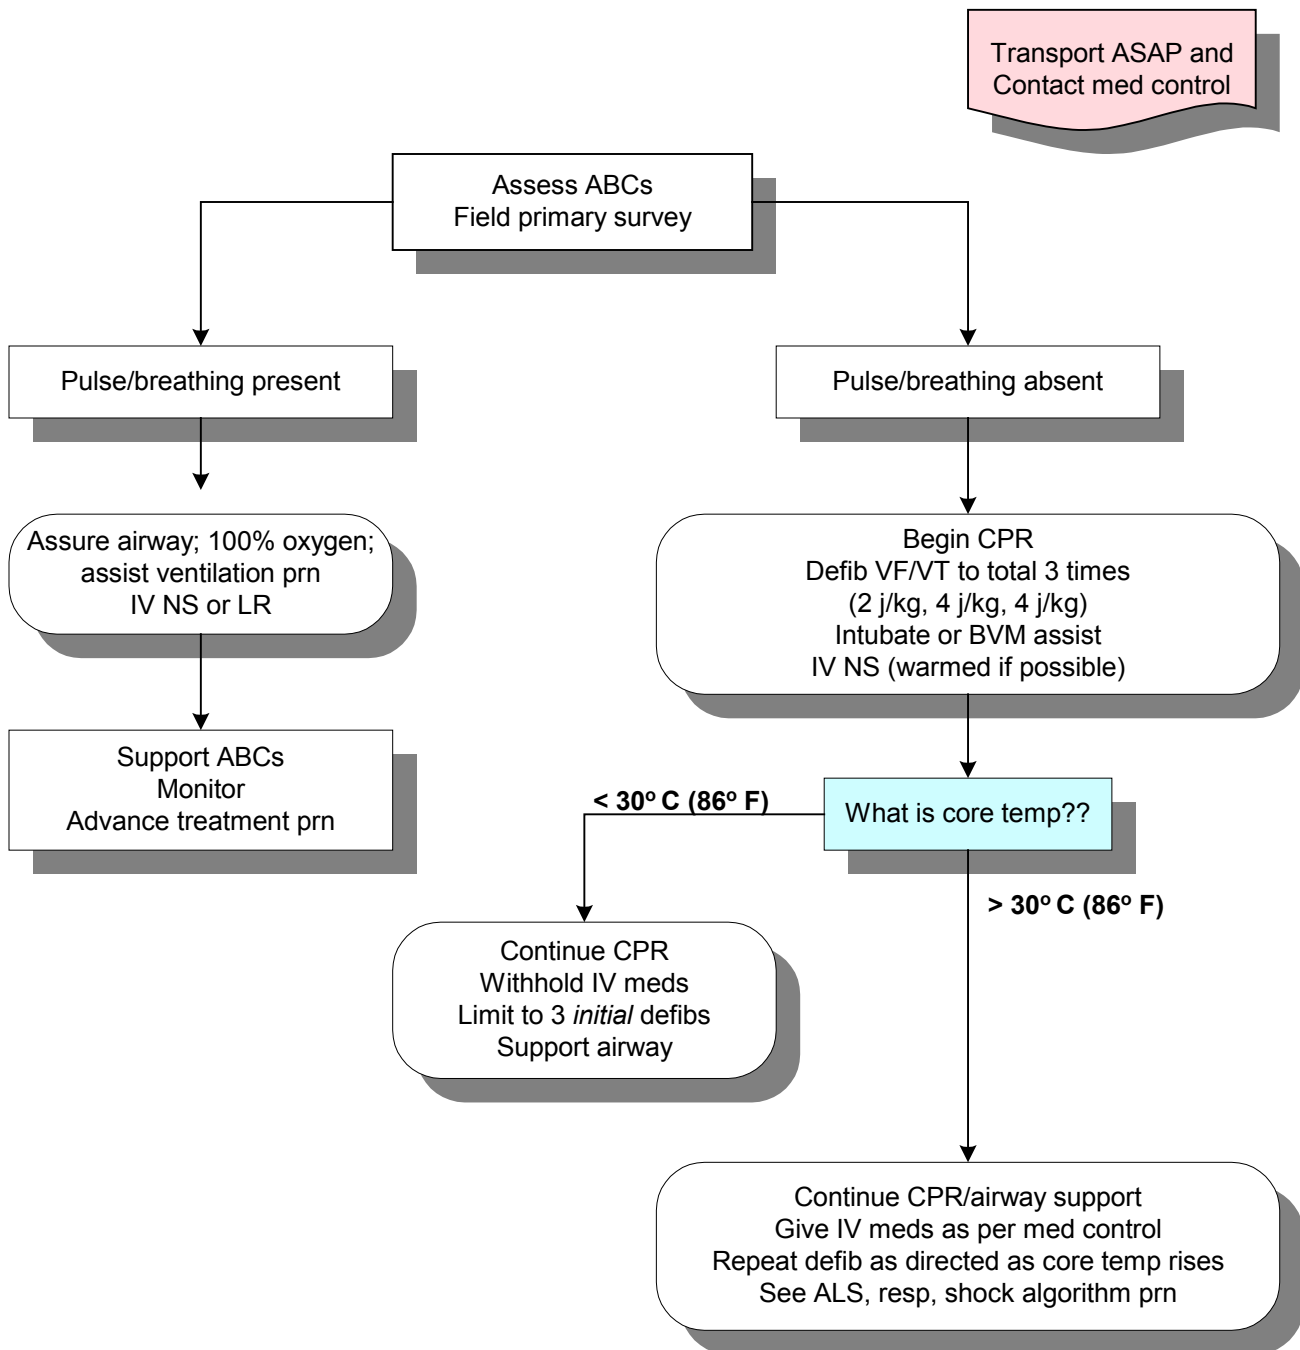 Transport ASAP and
Contact med control
Assess ABCs
Field primary survey
Pulse/breathing present
Pulse/breathing absent
Assure airway; 100% oxygen;
assist ventilation prn
IV NS or LR
Begin CPR
Defib VF/VT to total 3 times
(2 j/kg, 4 j/kg, 4 j/kg)
Intubate or BVM assist
IV NS (warmed if possible)
Support ABCs
Monitor
Advance treatment prn
< 30º C (86º F)
What is core temp??
> 30º C (86º F)
Continue CPR
Withhold IV meds
Limit to 3 initial defibs
Support airway
Continue CPR/airway support
Give IV meds as per med control
Repeat defib as directed as core temp rises
See ALS, resp, shock algorithm prn